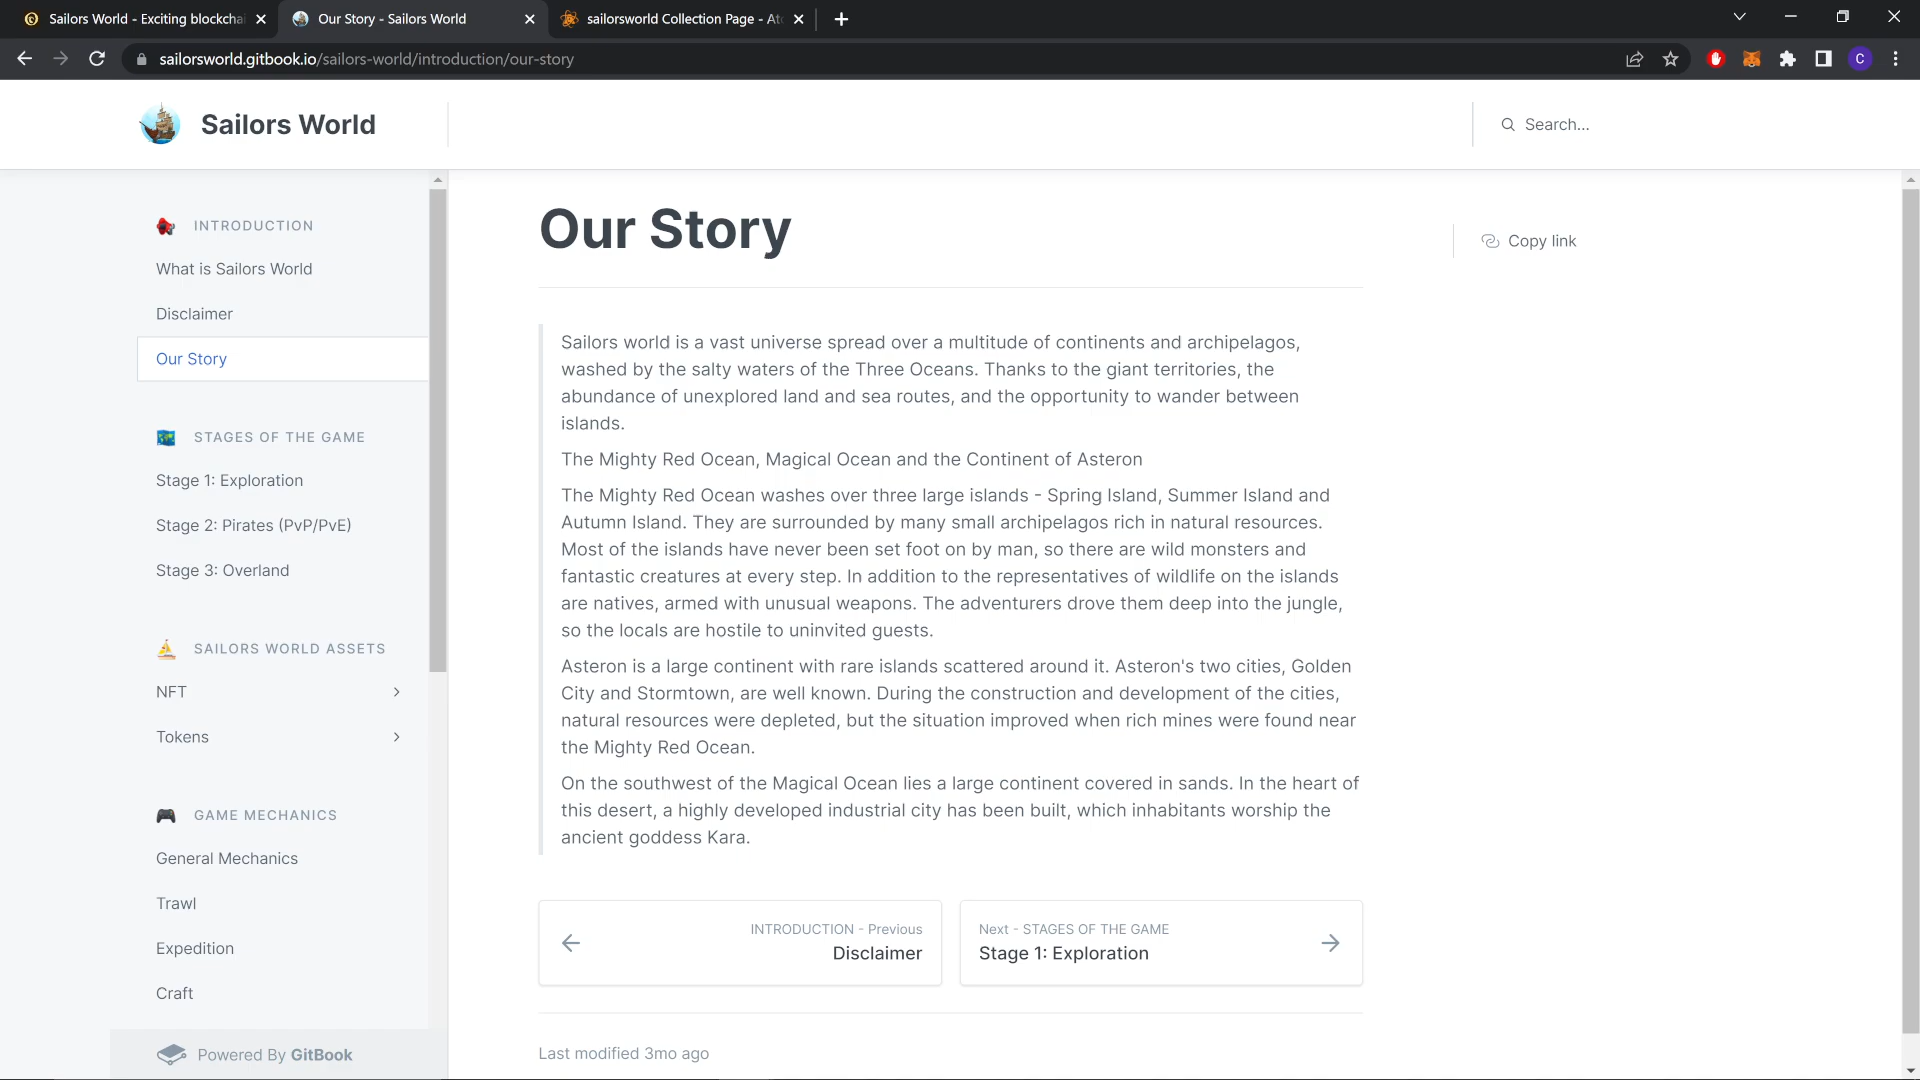 Sailors World - Exciting blockcha
Our Story - Sailors World
sailorsworld Collection Page - At
sailorsworld.gitbook.io/sailors-world/introduction/our-story
C
Sailors World
Search...
INTRODUCTION
What is Sailors World
Disclaimer
Our Story
STAGES OF THE GAME
Stage 1: Exploration
Stage 2: Pirates (PvP/PvE)
Stage 3: Overland
SAILORS WORLD ASSETS
NFT
Tokens
GAME MECHANICS
General Mechanics
Trawl
Expedition
Craft
Powered By GitBook
Our Story
Copy link
Sailors world is a vast universe spread over a multitude of continents and archipelagos,
washed by the salty waters of the Three Oceans. Thanks to the giant territories, the
abundance of unexplored land and sea routes, and the opportunity to wander between
islands.
The Mighty Red Ocean, Magical Ocean and the Continent of Asteron
The Mighty Red Ocean washes over three large islands - Spring Island, Summer Island and
Autumn Island. They are surrounded by many small archipelagos rich in natural resources.
Most of the islands have never been set foot on by man, so there are wild monsters and
fantastic creatures at every step. In addition to the representatives of wildlife on the islands
are natives, armed with unusual weapons. The adventurers drove them deep into the jungle,
so the locals are hostile to uninvited guests.
Asteron is a large continent with rare islands scattered around it. Asteron's two cities, Golden
City and Stormtown, are well known. During the construction and development of the cities,
natural resources were depleted, but the situation improved when rich mines were found near
the Mighty Red Ocean.
On the southwest of the Magical Ocean lies a large continent covered in sands. In the heart of
this desert, a highly developed industrial city has been built, which inhabitants worship the
ancient goddess Kara.
INTRODUCTION - Previous
Disclaimer
Next - STAGES OF THE GAME
Stage 1: Exploration
Last modified 3mo ago